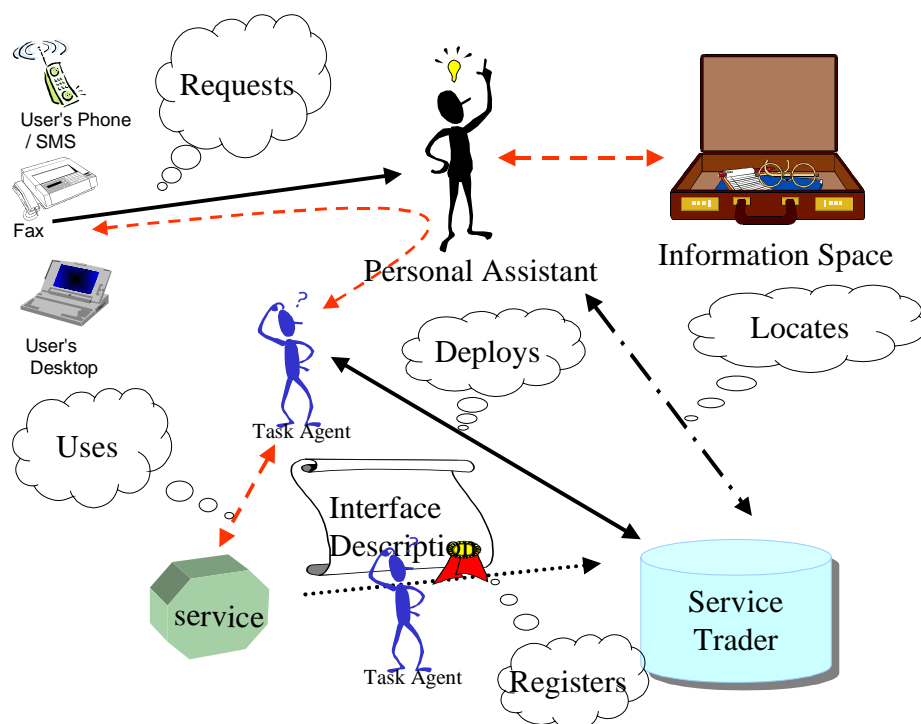 Requests
User's Phone
/ SMS
Fax
Personal Assistant
Information Space
User's
Desktop
Deploys
Locates
?
Task Agent
Uses
Interface
Descriptio
?
service
Service
Trader
Task Agent
Registers